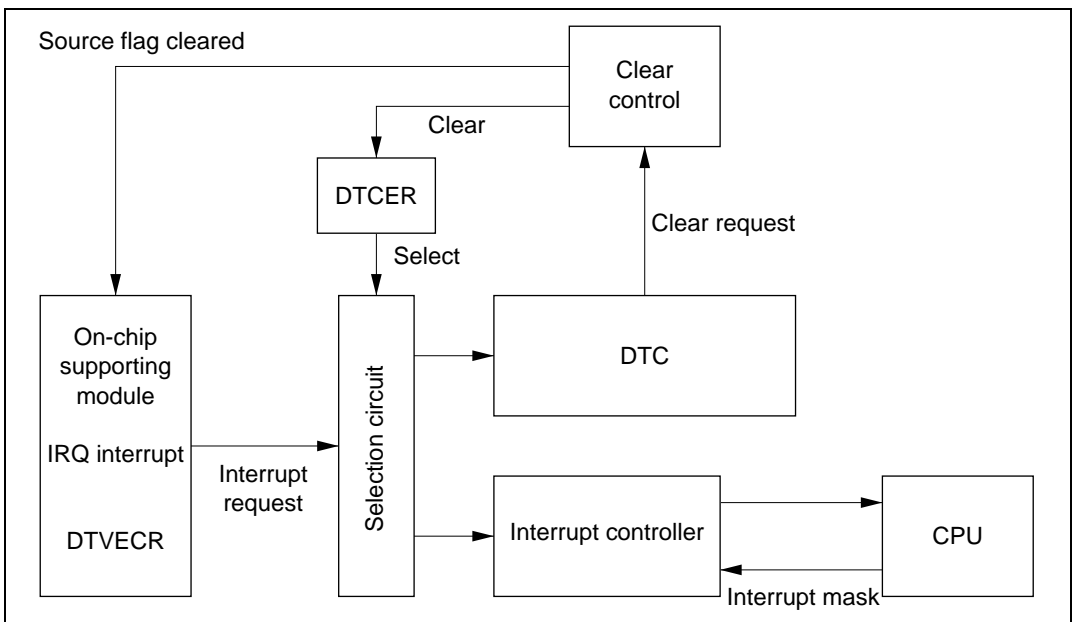 Source flag cleared
Clear
control
Clear
DTCER
Clear request
Select
On-chip
supporting
module
IRQ interrupt
DTVECR
Interrupt
request
Selection circuit
DTC
Interrupt controller
CPU
Interrupt mask